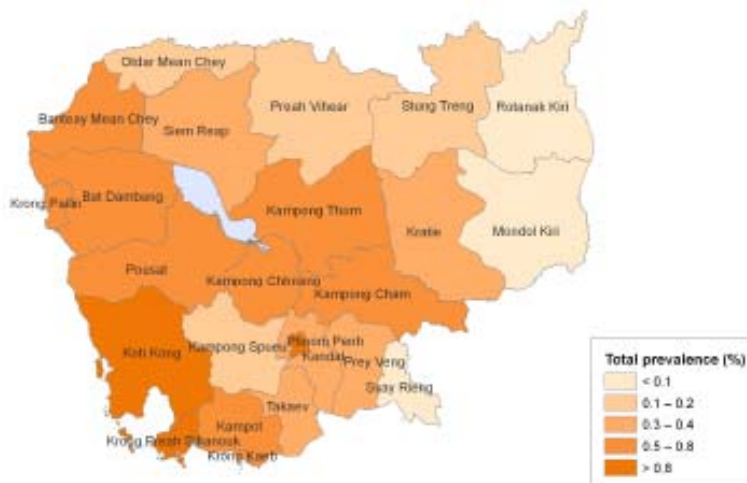 Otdar Mean Chey
Banteay Mean Chey
Siem Reap
Preah Vihear
Stung Treng
Rotanak Kiri
Krong Pailin
Bat Dambang
Kampong Thom
Kratie
Mondol Kiri
Pousat
Kampong Chhnang
Kampong Cham
Koh Kong
Kampong Spueu
Phnom Penh
Kandal
Prey Veng
Svay Rieng
Takaev
Kampot
Krong Preah Sihanouk
Krong Kaeb
Total prevalence (%)
< 0.1
0.1 – 0.2
0.3 – 0.4
0.5 – 0.8
> 0.8